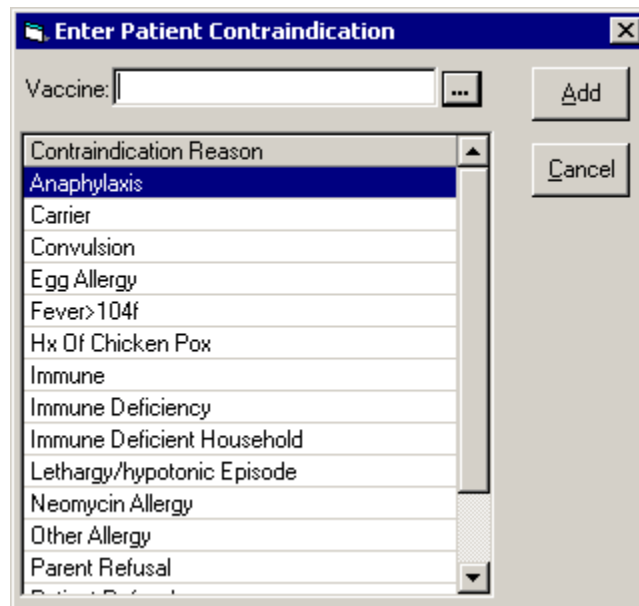 Enter Patient Contraindication
Vaccine:
...
Add
Cancel
Contraindication Reason
Anaphylaxis
Carrier
Convulsion
Egg Allergy
Fever>104f
Hx Of Chicken Pox
Immune
Immune Deficiency
Immune Deficient Household
Lethargy/hypotonic Episode
Neomycin Allergy
Other Allergy
Parent Refusal